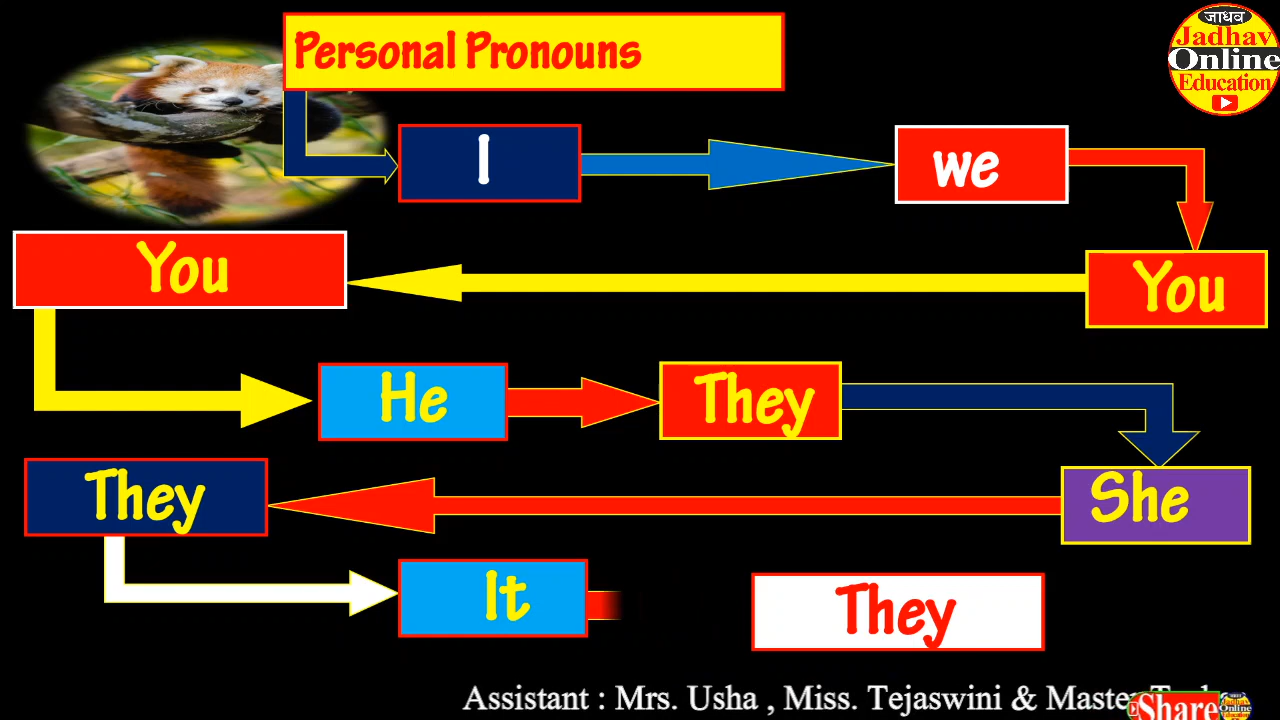 Personal Pronouns
जाधव
Jadhav
Online
Education
I
we
You
You
He
They
She
They
It
They
Assistant : Mrs. Usha , Miss. Tejaswini & Master
Share
Online